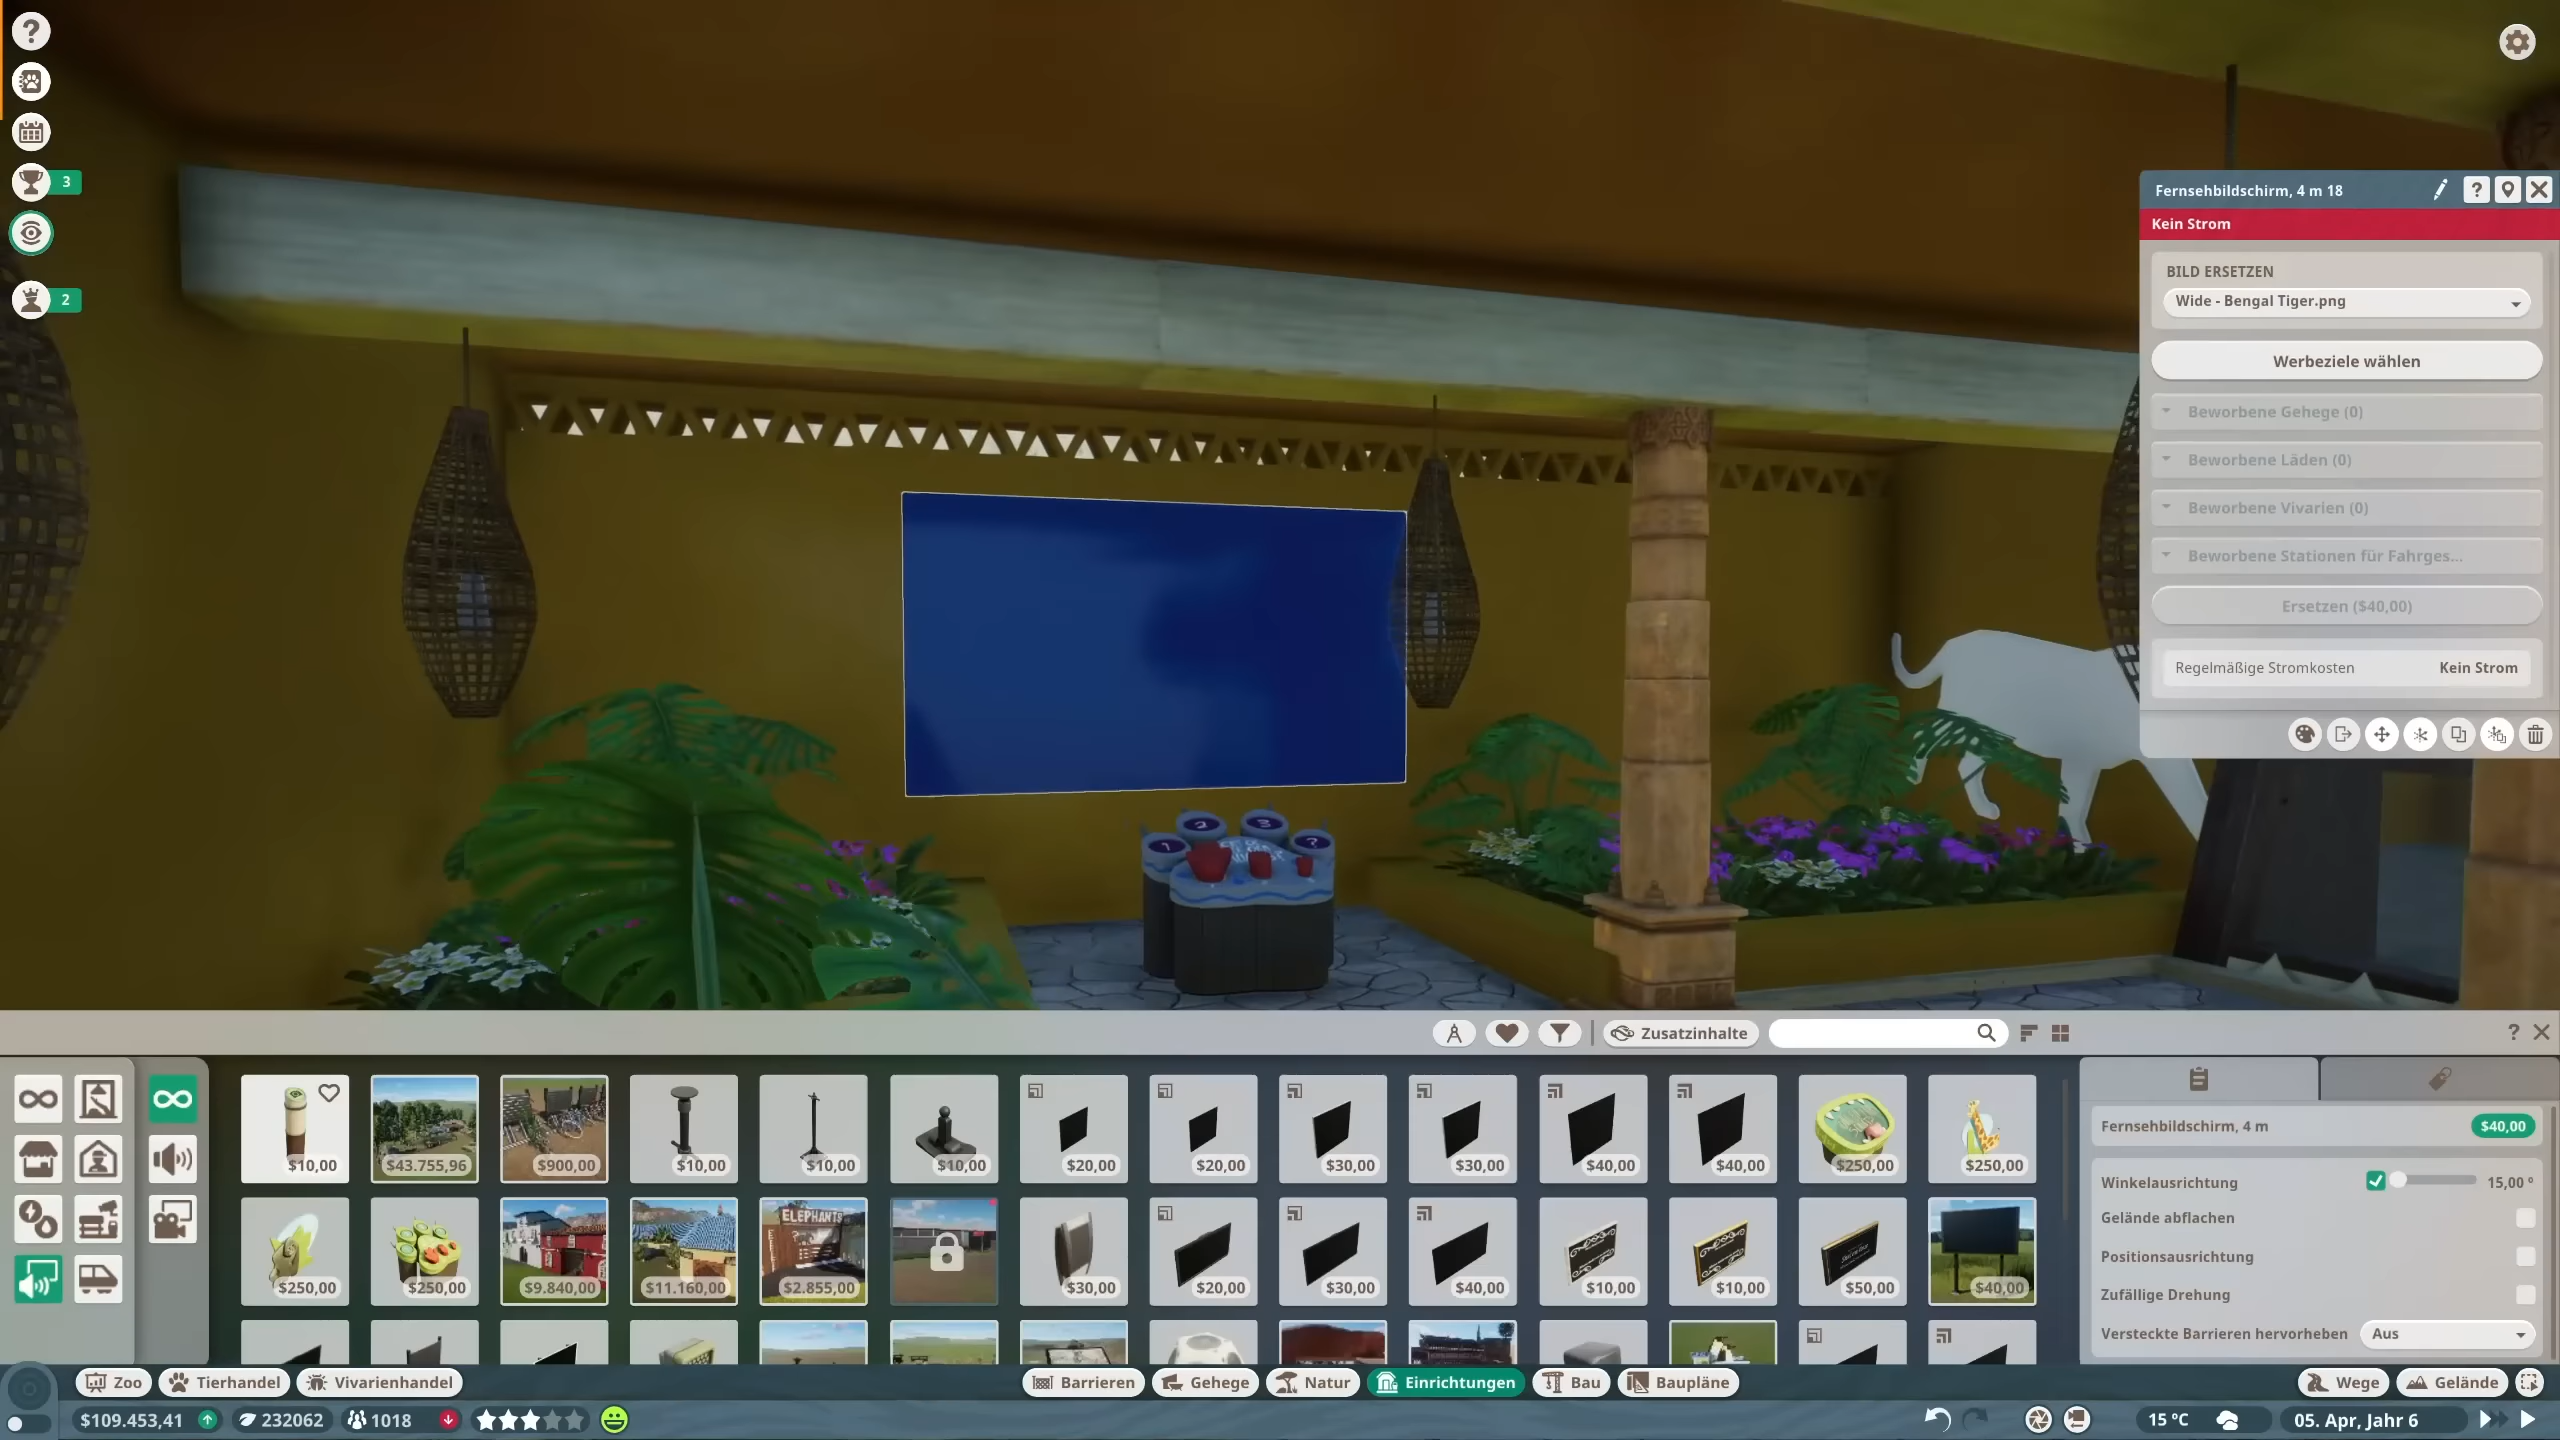 3
2
Fernsehbildschirm, 4 m 18
Kein Strom
BILD ERSETZEN
Wide - Bengal Tiger.png
Werbeziele wählen
Beworbene Gehege (0)
Beworbene Läden (0)
Beworbene Vivarien (0)
Beworbene Stationen für Fahrges...
Ersetzen ($40,00)
Regelmäßige Stromkosten Kein Strom
1 2 3 ?
Zusatzinhalte
$10,00 $43.755,96 $900,00 $10,00 $10,00 $10,00 $20,00 $20,00 $30,00 $30,00 $40,00 $40,00 $250,00 $250,00
ELEPHANTS
$250,00 $250,00 $9.840,00 $11.160,00 $2.855,00 $30,00 $20,00 $30,00 $40,00 $10,00 $10,00 $50,00 $40,00
Fernsehbildschirm, 4 m $40,00
Winkelausrichtung 15,00 °
Gelände abflachen
Positionsausrichtung
Zufällige Drehung
Versteckte Barrieren hervorheben Aus
Zoo Tierhandel Vivarienhandel Barrieren Gehege Natur Einrichtungen Bau Baupläne Wege Gelände
$109.453,41 232062 1018 15 °C 05. Apr, Jahr 6